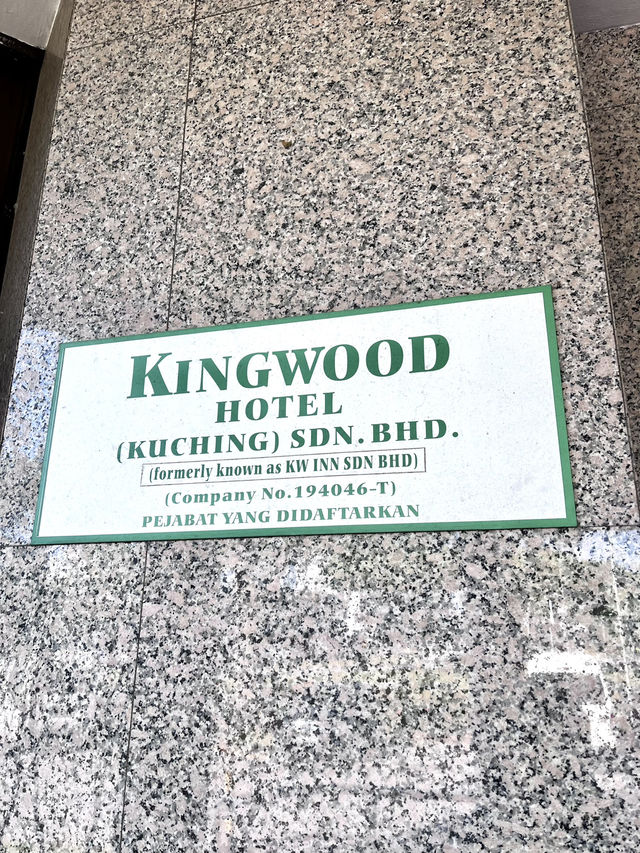 KINGWOOD
HOTEL
(KUCHING) SDN. BHD.
(formerly known as KW INN SDN BHD)
(Company No.194046-T)
PEJABAT YANG DIDAFTARKAN